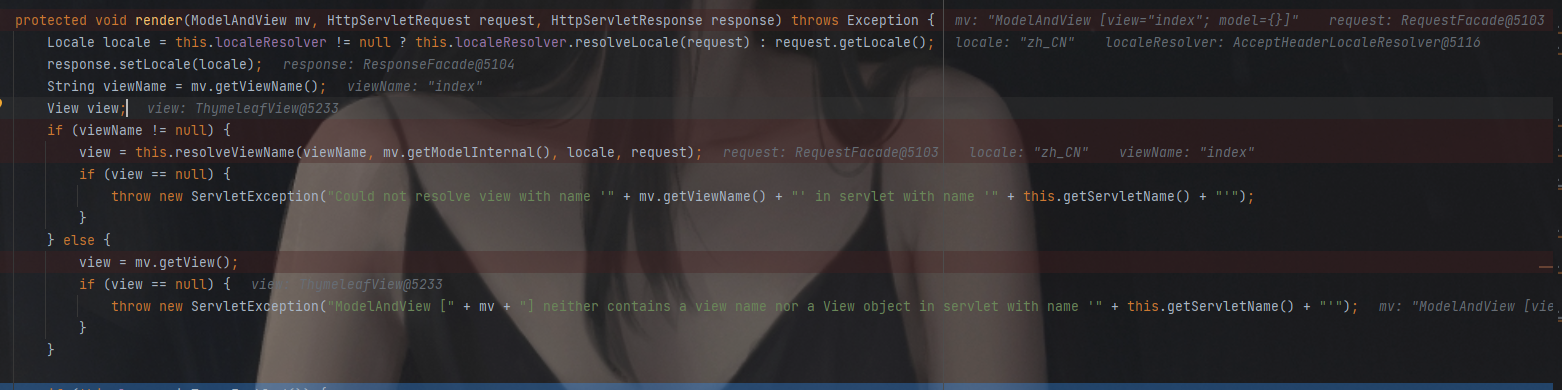 protected void render(ModelAndView mv, HttpServletRequest request, HttpServletResponse response) throws Exception { mv: "ModelAndView [view="index"; model={}]" request: RequestFacade@5103
Locale locale = this.localeResolver != null ? this.localeResolver.resolveLocale(request) : request.getLocale(); locale: "zh_CN" localeResolver: AcceptHeaderLocaleResolver@5116
response.setLocale(locale); response: ResponseFacade@5104
String viewName = mv.getViewName(); viewName: "index"
View view; view: ThymeleafView@5233
if (viewName != null) {
view = this.resolveViewName(viewName, mv.getModelInternal(), locale, request); request: RequestFacade@5103 locale: "zh_CN" viewName: "index"
if (view == null) {
throw new ServletException("Could not resolve view with name '" + mv.getViewName() + "' in servlet with name '" + this.getServletName() + "'");
}
} else {
view = mv.getView();
if (view == null) { view: ThymeleafView@5233
throw new ServletException("ModelAndView [" + mv + "] neither contains a view name nor a View object in servlet with name '" + this.getServletName() + "'"); mv: "ModelAndView [vie
}
}